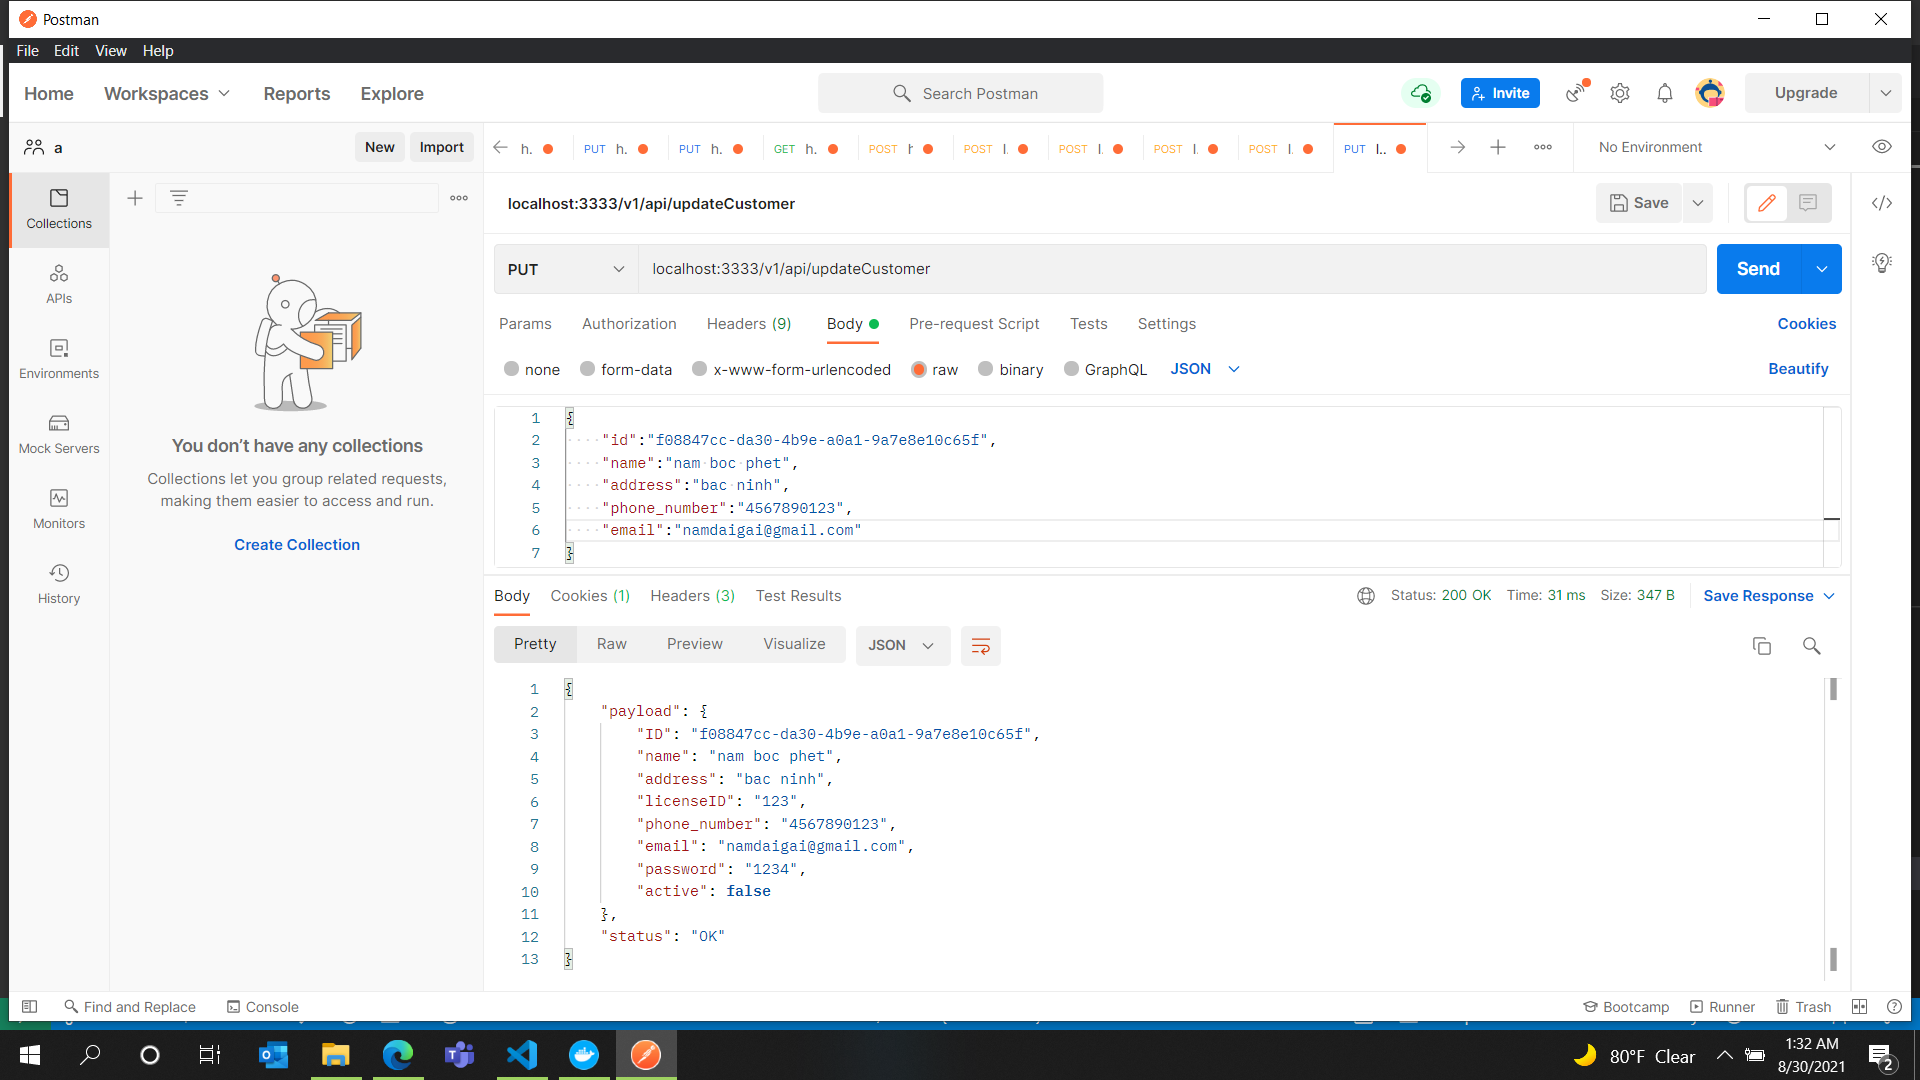 Postman
File Edit View Help
Home Workspaces Reports Explore Search Postman Invite Upgrade
a New Import
h. PUT h. PUT h. GET h. POST h POST l. POST l. POST l. POST l. PUT l.. No Environment
Collections
APIs
Environments
Mock Servers
Monitors
History
You don't have any collections
Collections let you group related requests,
making them easier to access and run.
Create Collection
localhost:3333/v1/api/updateCustomer Save
PUT localhost:3333/v1/api/updateCustomer Send
Params Authorization Headers (9) Body Pre-request Script Tests Settings Cookies
none form-data x-www-form-urlencoded raw binary GraphQL JSON Beautify
1 {
2 "id":"f08847cc-da30-4b9e-a0a1-9a7e8e10c65f",
3 "name":"nam boc phet",
4 "address":"bac ninh",
5 "phone_number":"4567890123",
6 "email":"namdaigai@gmail.com"
7 }
Body Cookies (1) Headers (3) Test Results Status: 200 OK Time: 31 ms Size: 347 B Save Response
Pretty Raw Preview Visualize JSON
1 {
2 "payload": {
3 "ID": "f08847cc-da30-4b9e-a0a1-9a7e8e10c65f",
4 "name": "nam boc phet",
5 "address": "bac ninh",
6 "licenseID": "123",
7 "phone_number": "4567890123",
8 "email": "namdaigai@gmail.com",
9 "password": "1234",
10 "active": false
11 },
12 "status": "OK"
13 }
Find and Replace Console Bootcamp Runner Trash
80°F Clear
1:32 AM
8/30/2021
2